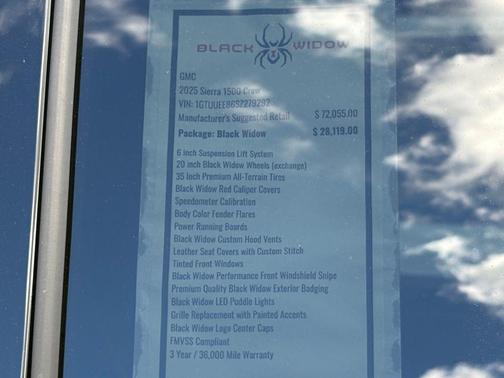 BLACK WIDOW
GMC
2025 Sierra 1500 Crew
VIN: 1GTUUEE86SZ279292
Manufacturer's Suggested Retail $ 72,055.00
Package: Black Widow $ 28,119.00
6 inch Suspension Lift System
20 inch Black Widow Wheels (exchange)
35 Inch Premium All-Terrain Tires
Black Widow Red Caliper Covers
Speedometer Calibration
Body Color Fender Flares
Power Running Boards
Black Widow Custom Hood Vents
Leather Seat Covers with Custom Stitch
Tinted Front Windows
Black Widow Performance Front Windshield Snipe
Premium Quality Black Widow Exterior Badging
Black Widow LED Puddle Lights
Grille Replacement with Painted Accents
Black Widow Logo Center Caps
FMVSS Compliant
3 Year / 36,000 Mile Warranty